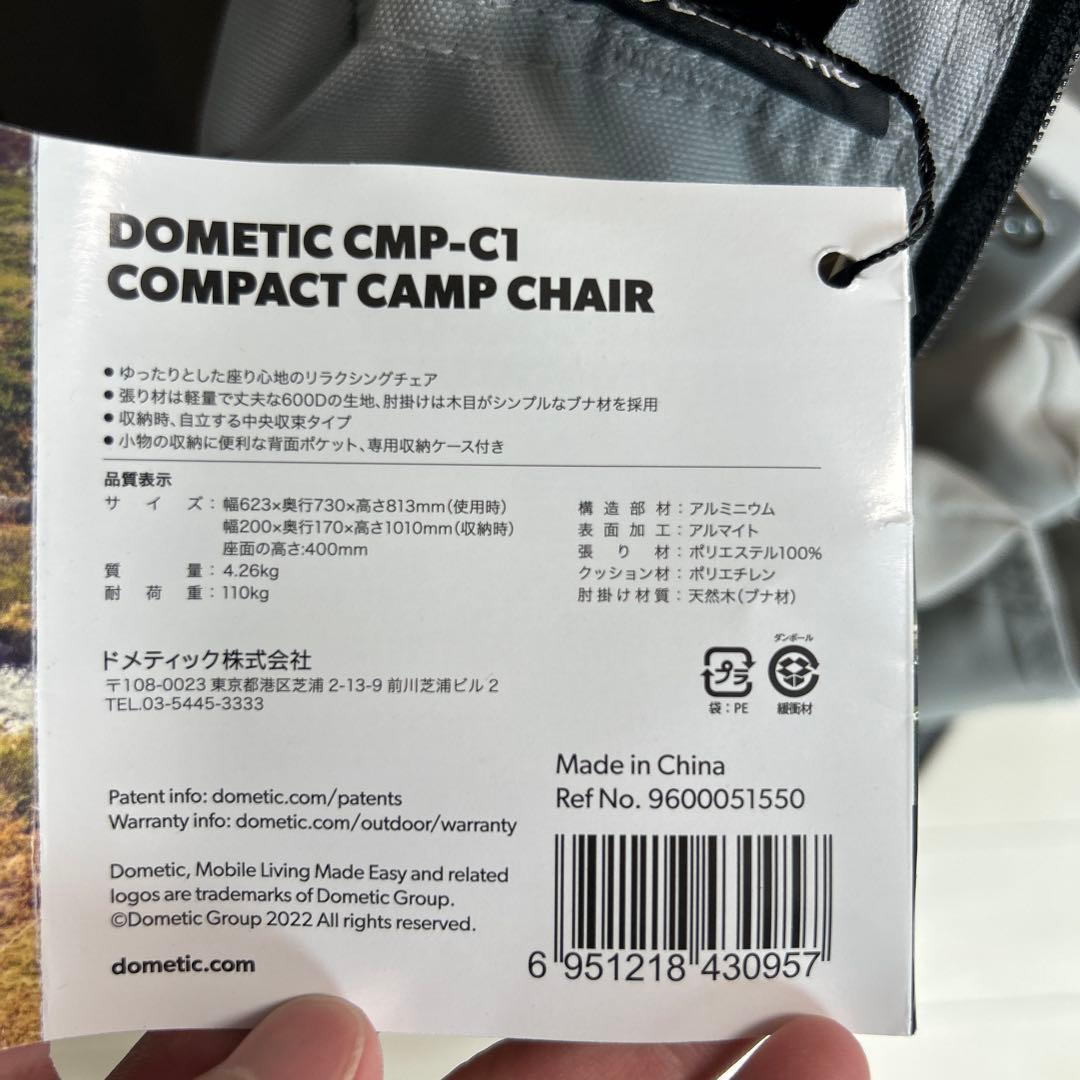 DOMETIC CMP-C1
COMPACT CAMP CHAIR
● ゆったりとした座り心地のリラクシングチェア
● 張り材は軽量で丈夫な600Dの生地、肘掛けは木目がシンプルなブナ材を採用
● 収納時、自立する中央収束タイプ
● 小物の収納に便利な背面ポケット、専用収納ケース付き
品質表示
サイズ：幅623×奥行730×高さ813mm（使用時）
幅200×奥行170×高さ1010mm（収納時）
座面の高さ：400mm
質量：4.26kg
耐荷重：110kg
構造部材：アルミニウム
表面加工：アルマイト
張り材：ポリエステル100%
クッション材：ポリエチレン
肘掛け材質：天然木（ブナ材）
ドメティック株式会社
〒108-0023 東京都港区芝浦 2-13-9 前川芝浦ビル 2
TEL.03-5445-3333
プラ
袋：PE
ダンボール
緩衝材
Made in China
Ref No. 9600051550
Patent info: dometic.com/patents
Warranty info: dometic.com/outdoor/warranty
Dometic, Mobile Living Made Easy and related
logos are trademarks of Dometic Group.
©Dometic Group 2022 All rights reserved.
dometic.com
6 951218 430957